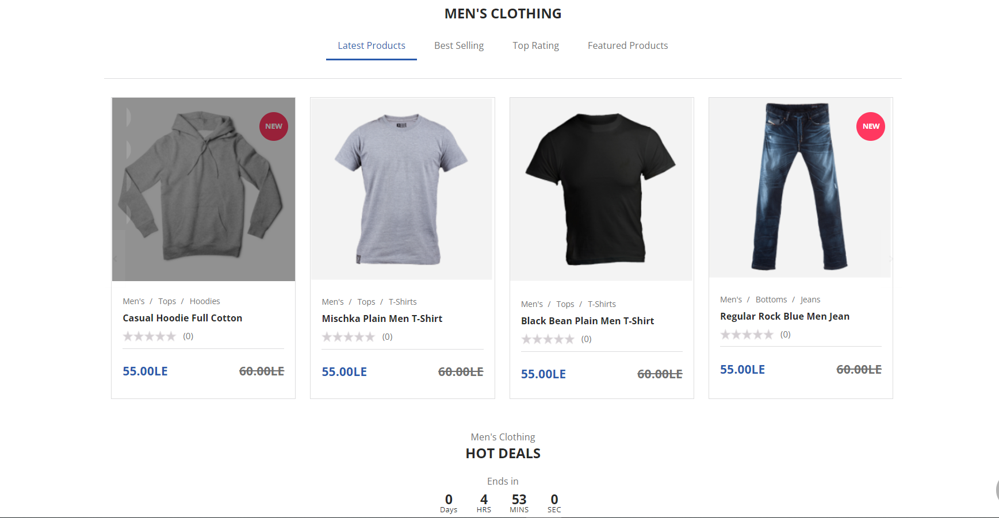 MEN'S CLOTHING
Latest Products Best Selling Top Rating Featured Products
NEW
NEW
Men's / Tops / Hoodies
Casual Hoodie Full Cotton
(0)
55.00LE 60.00LE
Men's / Tops / T-Shirts
Mischka Plain Men T-Shirt
(0)
55.00LE 60.00LE
Men's / Tops / T-Shirts
Black Bean Plain Men T-Shirt
(0)
55.00LE 60.00LE
Men's / Bottoms / Jeans
Regular Rock Blue Men Jean
(0)
55.00LE 60.00LE
Men's Clothing
HOT DEALS
Ends in
0 4 53 0
Days HRS MINS SEC